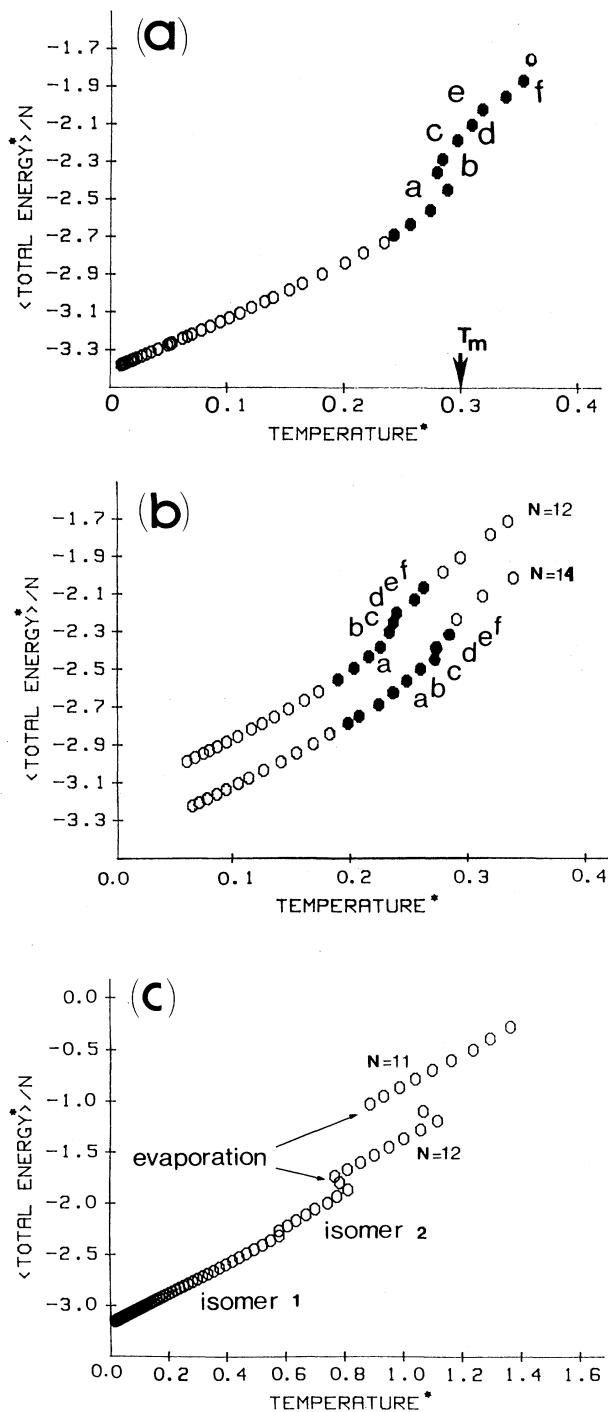 (a)
-1.7
-1.9
-2.1
-2.3
-2.5
-2.7
-2.9
-3.1
-3.3
<TOTAL ENERGY*>/N
e
f
c
d
b
a
Tm
0
0.1
0.2
0.3
0.4
TEMPERATURE*
(b)
-1.7
-1.9
-2.1
-2.3
-2.5
-2.7
-2.9
-3.1
-3.3
<TOTAL ENERGY*>/N
N=12
N=14
b c d e f
a
a b c d e f
0.0
0.1
0.2
0.3
0.4
TEMPERATURE*
(c)
0.0
-0.5
-1.0
-1.5
-2.0
-2.5
-3.0
<TOTAL ENERGY*>/N
N=11
evaporation
N=12
isomer 2
isomer 1
0.0 0.2 0.4 0.6 0.8 1.0 1.2 1.4 1.6
TEMPERATURE*